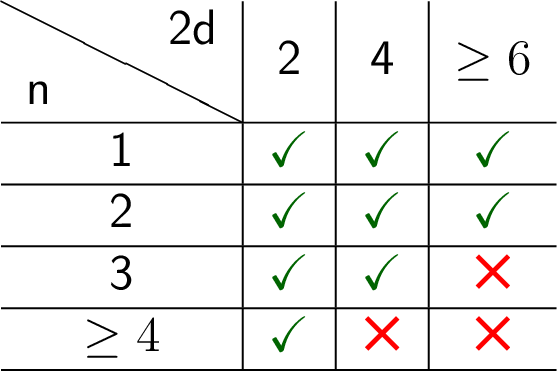 2d
n
2 4 ≥ 6
1 ✓ ✓ ✓
2 ✓ ✓ ✓
3 ✓ ✓ ✕
≥ 4 ✓ ✕ ✕